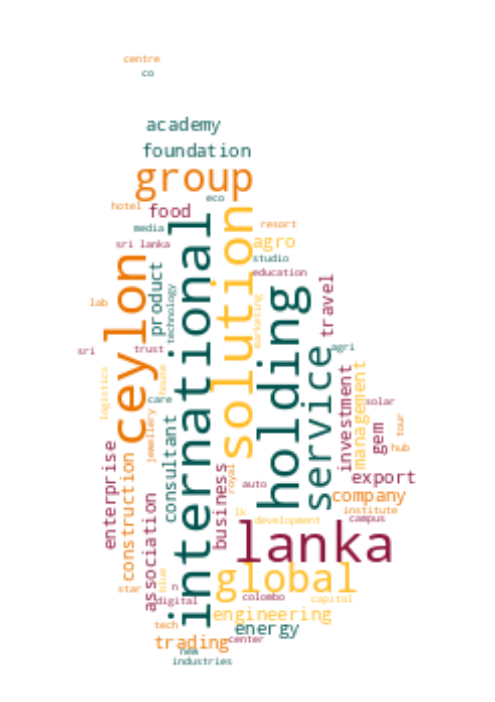 centre
co
academy
foundation
group
eco
hotel
food
media
resort
sri lanka
agro
studio
education
international
solution
ceylon
holding
product
technology
travel
marketing
lab
service
sri
trust
agri
house
logistics
care
investment
management
solar
jewellery
consultant
tour
gem
hub
enterprise
construction
business
royal
export
auto
association
company
lk
institute
development
campus
lanka
global
blue
star
n
digital
colombo
capital
engineering
tech
energy
trading
center
new
industries